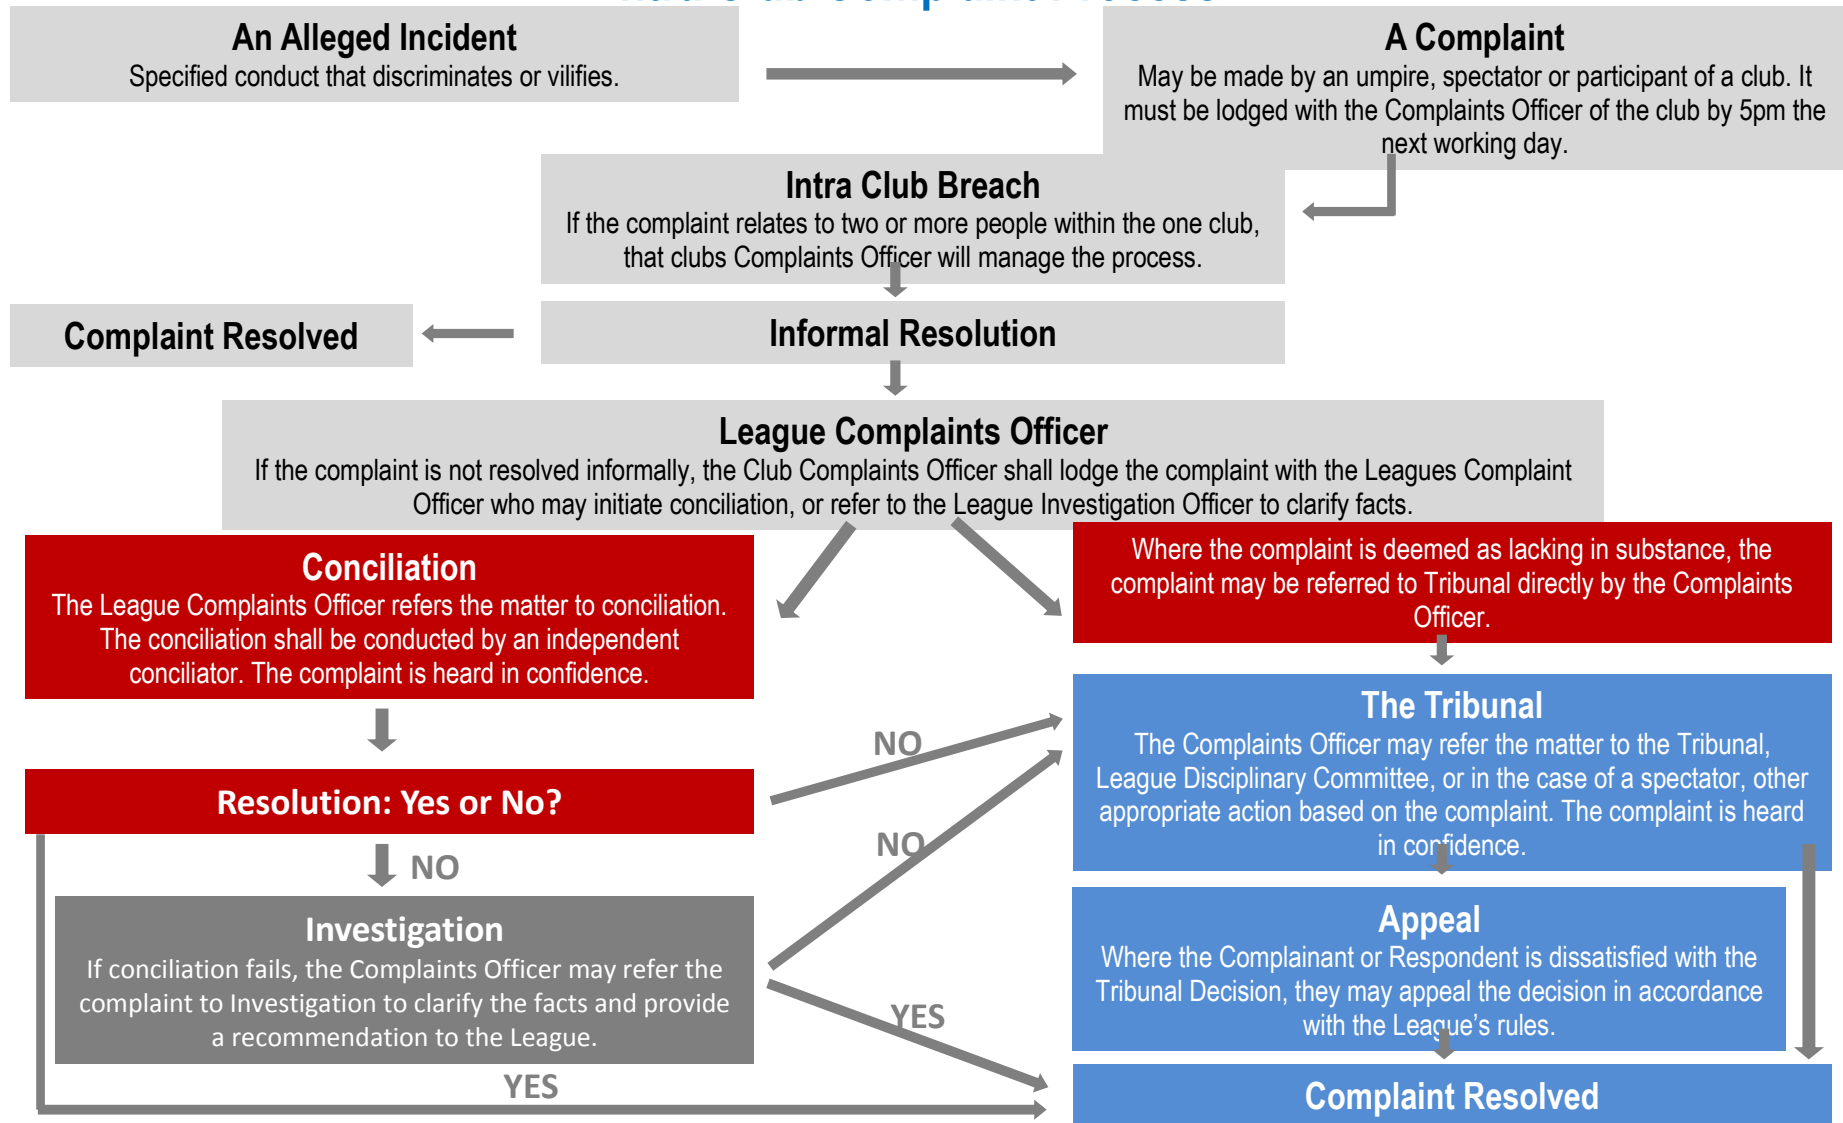 An Alleged Incident
Specified conduct that discriminates or vilifies.
A Complaint
May be made by an umpire, spectator or participant of a club. It
must be lodged with the Complaints Officer of the club by 5pm the
next working day.
Intra Club Breach
If the complaint relates to two or more people within the one club,
that clubs Complaints Officer will manage the process.
Complaint Resolved
Informal Resolution
League Complaints Officer
If the complaint is not resolved informally, the Club Complaints Officer shall lodge the complaint with the Leagues Complaint
Officer who may initiate conciliation, or refer to the League Investigation Officer to clarify facts.
Conciliation
The League Complaints Officer refers the matter to conciliation.
The conciliation shall be conducted by an independent
conciliator. The complaint is heard in confidence.
Where the complaint is deemed as lacking in substance, the
complaint may be referred to Tribunal directly by the Complaints
Officer.
The Tribunal
The Complaints Officer may refer the matter to the Tribunal,
League Disciplinary Committee, or in the case of a spectator, other
appropriate action based on the complaint. The complaint is heard
in confidence.
NO
Resolution: Yes or No?
NO
NO
Investigation
If conciliation fails, the Complaints Officer may refer the
complaint to Investigation to clarify the facts and provide
a recommendation to the League.
Appeal
Where the Complainant or Respondent is dissatisfied with the
Tribunal Decision, they may appeal the decision in accordance
with the League's rules.
YES
YES
Complaint Resolved